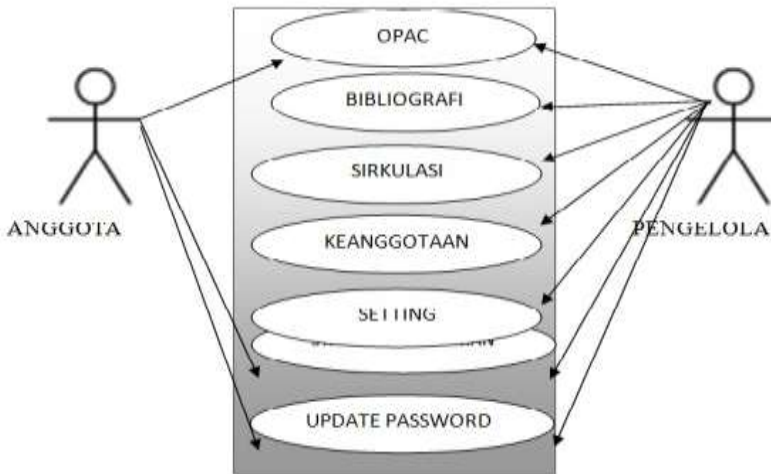 OPAC
BIBLIOGRAFI
SIRKULASI
ANGGOTA
PENGELOLA
KEANGGOTAAN
SETTING
UPDATE PASSWORD